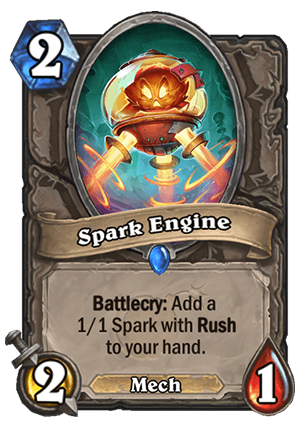 2
Spark Engine
Battlecry: Add a
1/1 Spark with Rush
to your hand.
2
Mech
1